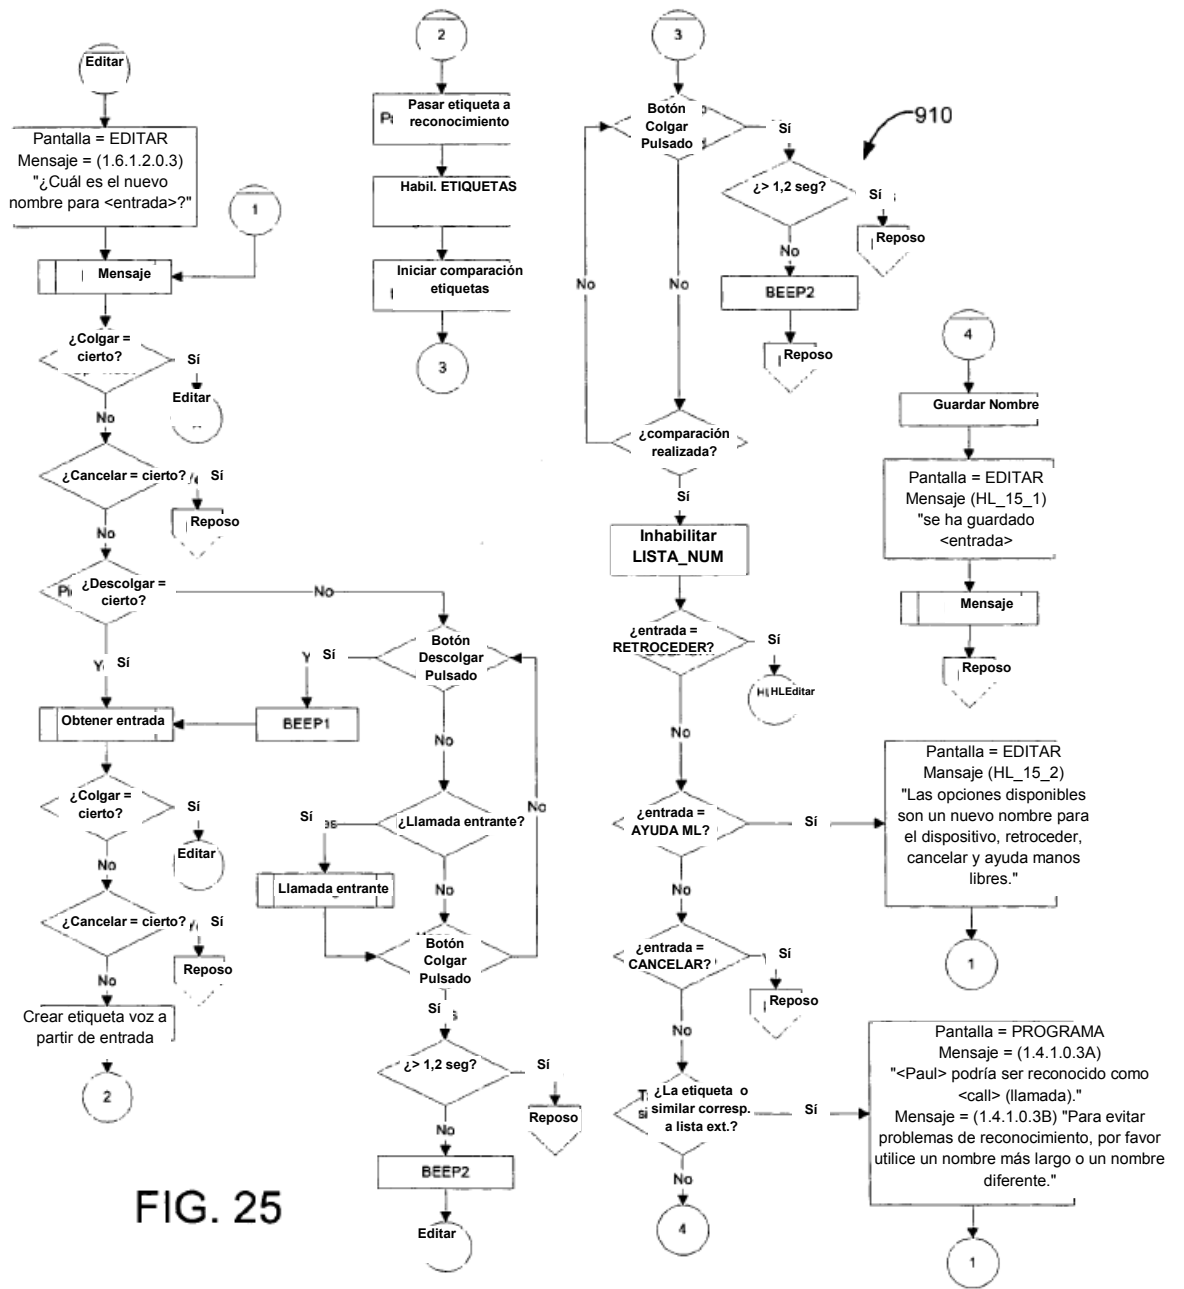 Editar
Pantalla = EDITAR
Mensaje = (1.6.1.2.0.3)
"¿Cuál es el nuevo
nombre para <entrada>?"
1
Mensaje
¿Colgar =
cierto?
Sí
Editar
No
¿Cancelar = cierto?
Sí
Reposo
No
¿Descolgar =
cierto?
No
Sí
Obtener entrada
¿Colgar =
cierto?
Sí
Editar
No
¿Cancelar = cierto?
Sí
Reposo
No
Crear etiqueta voz a
partir de entrada
2
2
Pasar etiqueta a
reconocimiento
Habil. ETIQUETAS
Iniciar comparación
etiquetas
3
Botón
Descolgar
Pulsado
Sí
BEEP1
No
¿Llamada entrante?
Sí
Llamada entrante
No
Botón
Colgar
Pulsado
No
Sí
¿> 1,2 seg?
Sí
Reposo
No
BEEP2
Editar
3
Botón
Colgar
Pulsado
Sí
910
¿> 1,2 seg?
Sí
Reposo
No
BEEP2
Reposo
No
No
¿comparación
realizada?
Sí
Inhabilitar
LISTA_NUM
¿entrada =
RETROCEDER?
Sí
HLEditar
No
¿entrada =
AYUDA ML?
Sí
No
¿entrada =
CANCELAR?
Sí
Reposo
No
¿La etiqueta o
similar corresp.
a lista ext.?
Sí
No
4
4
Guardar Nombre
Pantalla = EDITAR
Mensaje (HL_15_1)
"se ha guardado
<entrada>
Mensaje
Reposo
Pantalla = EDITAR
Mansaje (HL_15_2)
"Las opciones disponibles
son un nuevo nombre para
el dispositivo, retroceder,
cancelar y ayuda manos
libres."
1
Pantalla = PROGRAMA
Mensaje = (1.4.1.0.3A)
"<Paul> podría ser reconocido como
<call> (llamada)."
Mensaje = (1.4.1.0.3B) "Para evitar
problemas de reconocimiento, por favor
utilice un nombre más largo o un nombre
diferente."
1
FIG. 25